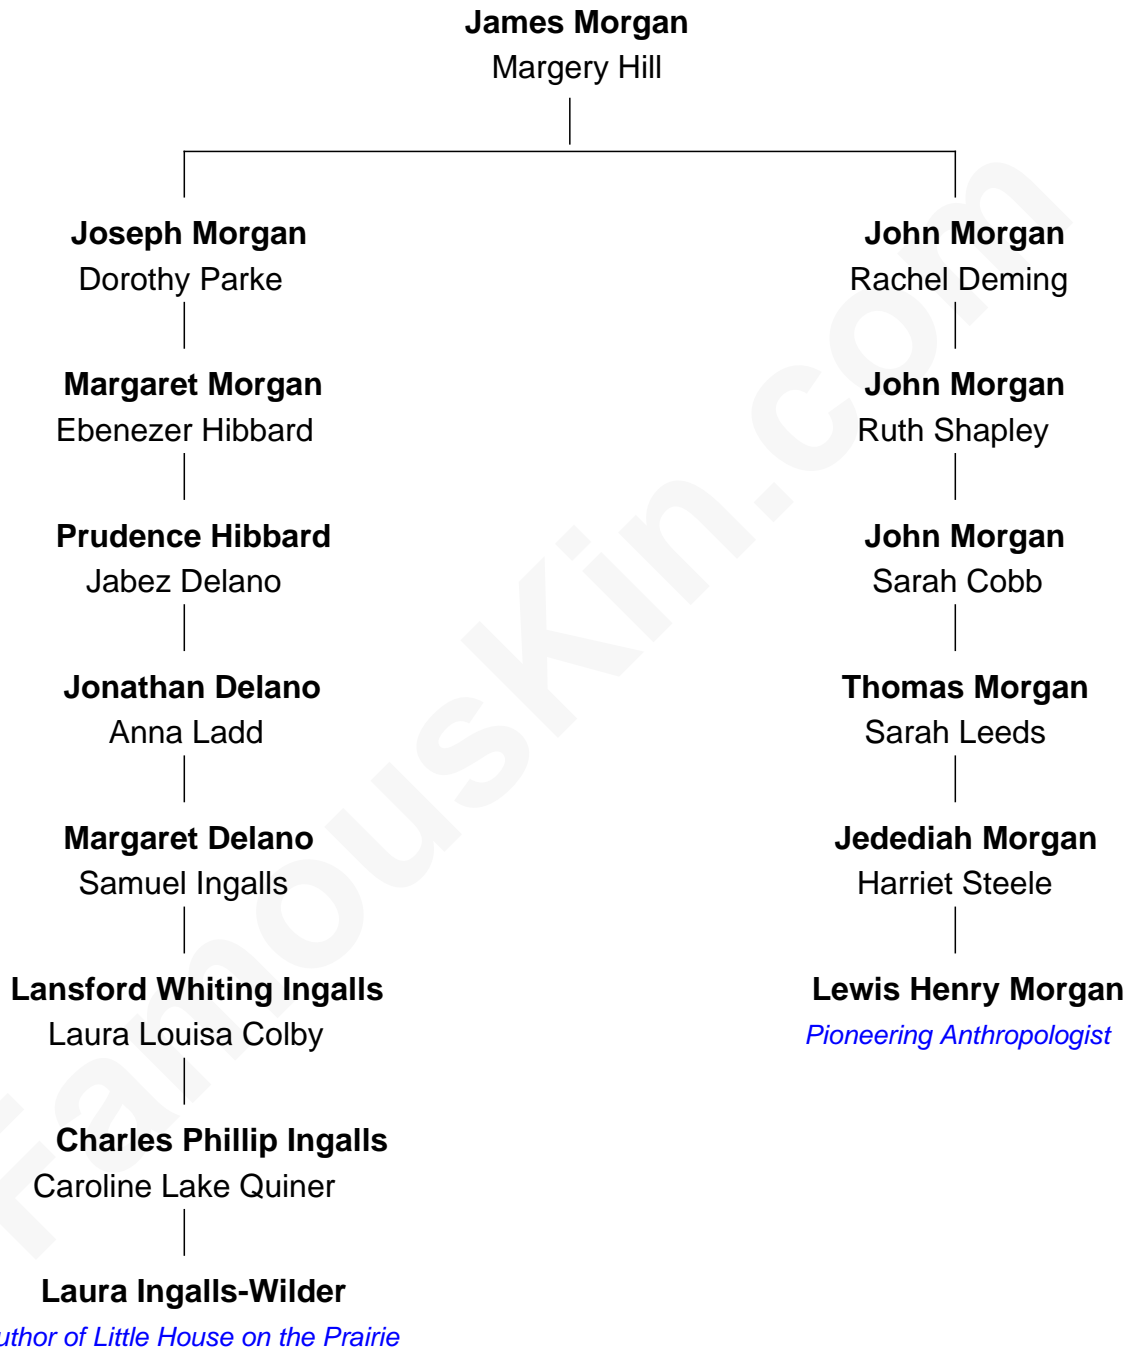 James Morgan
Margery Hill
Joseph Morgan
Dorothy Parke
John Morgan
Rachel Deming
Margaret Morgan
Ebenezer Hibbard
John Morgan
Ruth Shapley
Prudence Hibbard
Jabez Delano
John Morgan
Sarah Cobb
Jonathan Delano
Anna Ladd
Thomas Morgan
Sarah Leeds
Margaret Delano
Samuel Ingalls
Jedediah Morgan
Harriet Steele
Lansford Whiting Ingalls
Laura Louisa Colby
Lewis Henry Morgan
Pioneering Anthropologist
Charles Phillip Ingalls
Caroline Lake Quiner
Laura Ingalls-Wilder
uthor of Little House on the Prairie
FamousKin.com